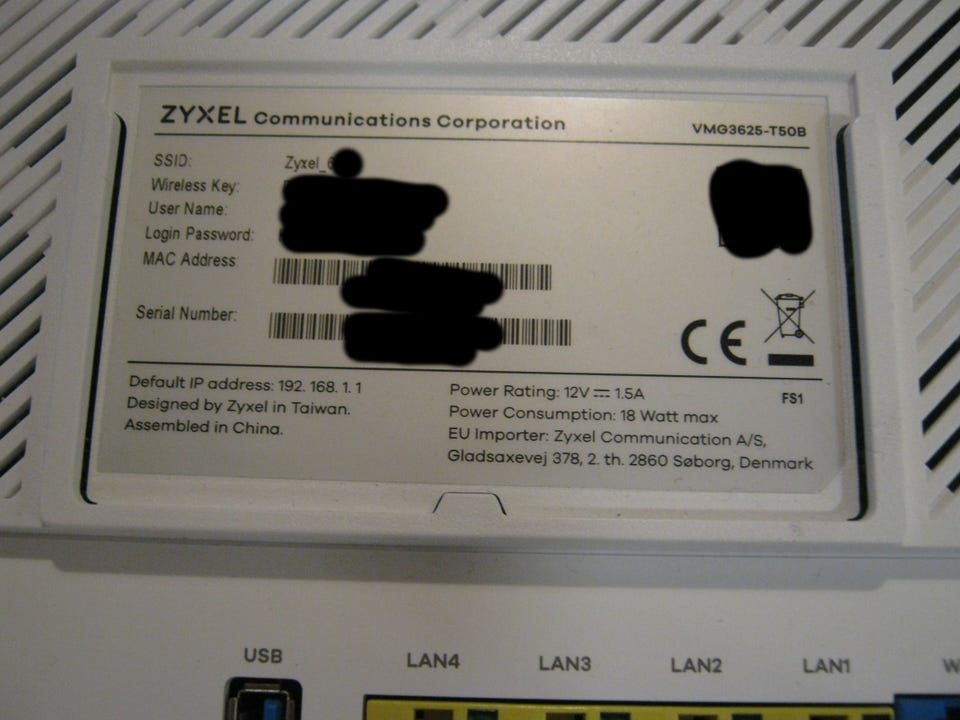 ZYXEL Communications Corporation
VMG3625-T50B
SSID: Zyxel_
Wireless Key:
User Name:
Login Password:
MAC Address
Serial Number:
CE
Default IP address: 192. 168. 1. 1
Designed by Zyxel in Taiwan.
Assembled in China.
Power Rating: 12V ⎓ 1.5A
Power Consumption: 18 Watt max
EU Importer: Zyxel Communication A/S,
Gladsaxevej 378, 2. th. 2860 Søborg, Denmark
FS1
USB
LAN4
LAN3
LAN2
LAN1